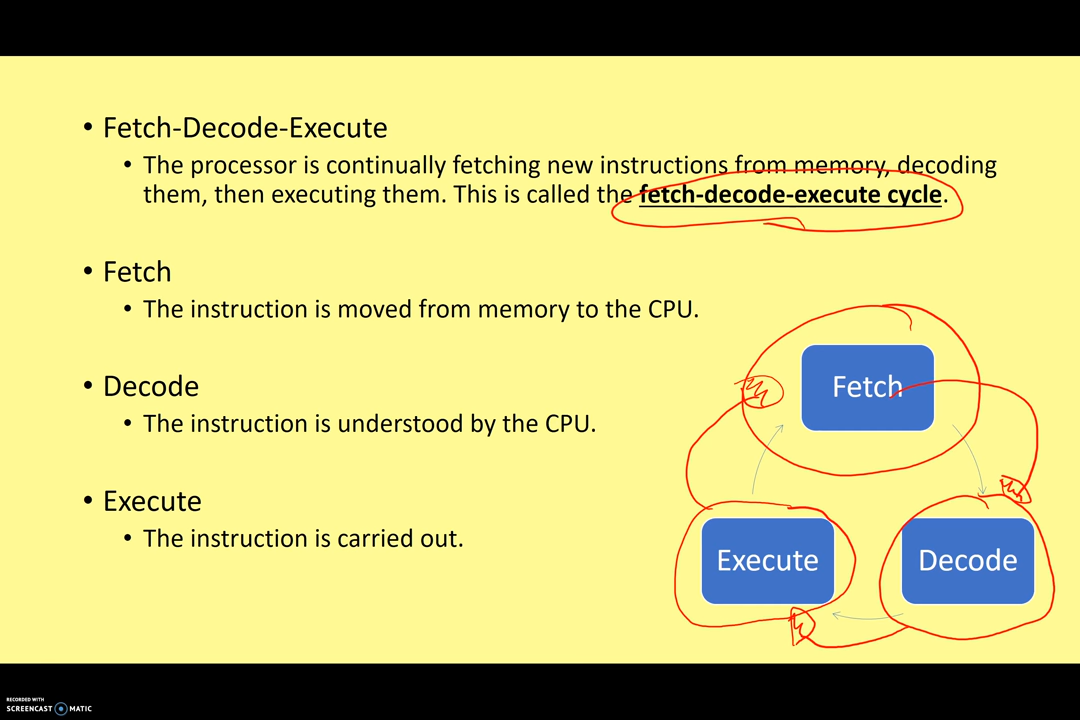 • Fetch-Decode-Execute
• The processor is continually fetching new instructions from memory, decoding
them, then executing them. This is called the fetch-decode-execute cycle.
• Fetch
• The instruction is moved from memory to the CPU.
• Decode
• The instruction is understood by the CPU.
• Execute
• The instruction is carried out.
Fetch
Execute
Decode
RECORDED WITH
SCREENCAST MATIC